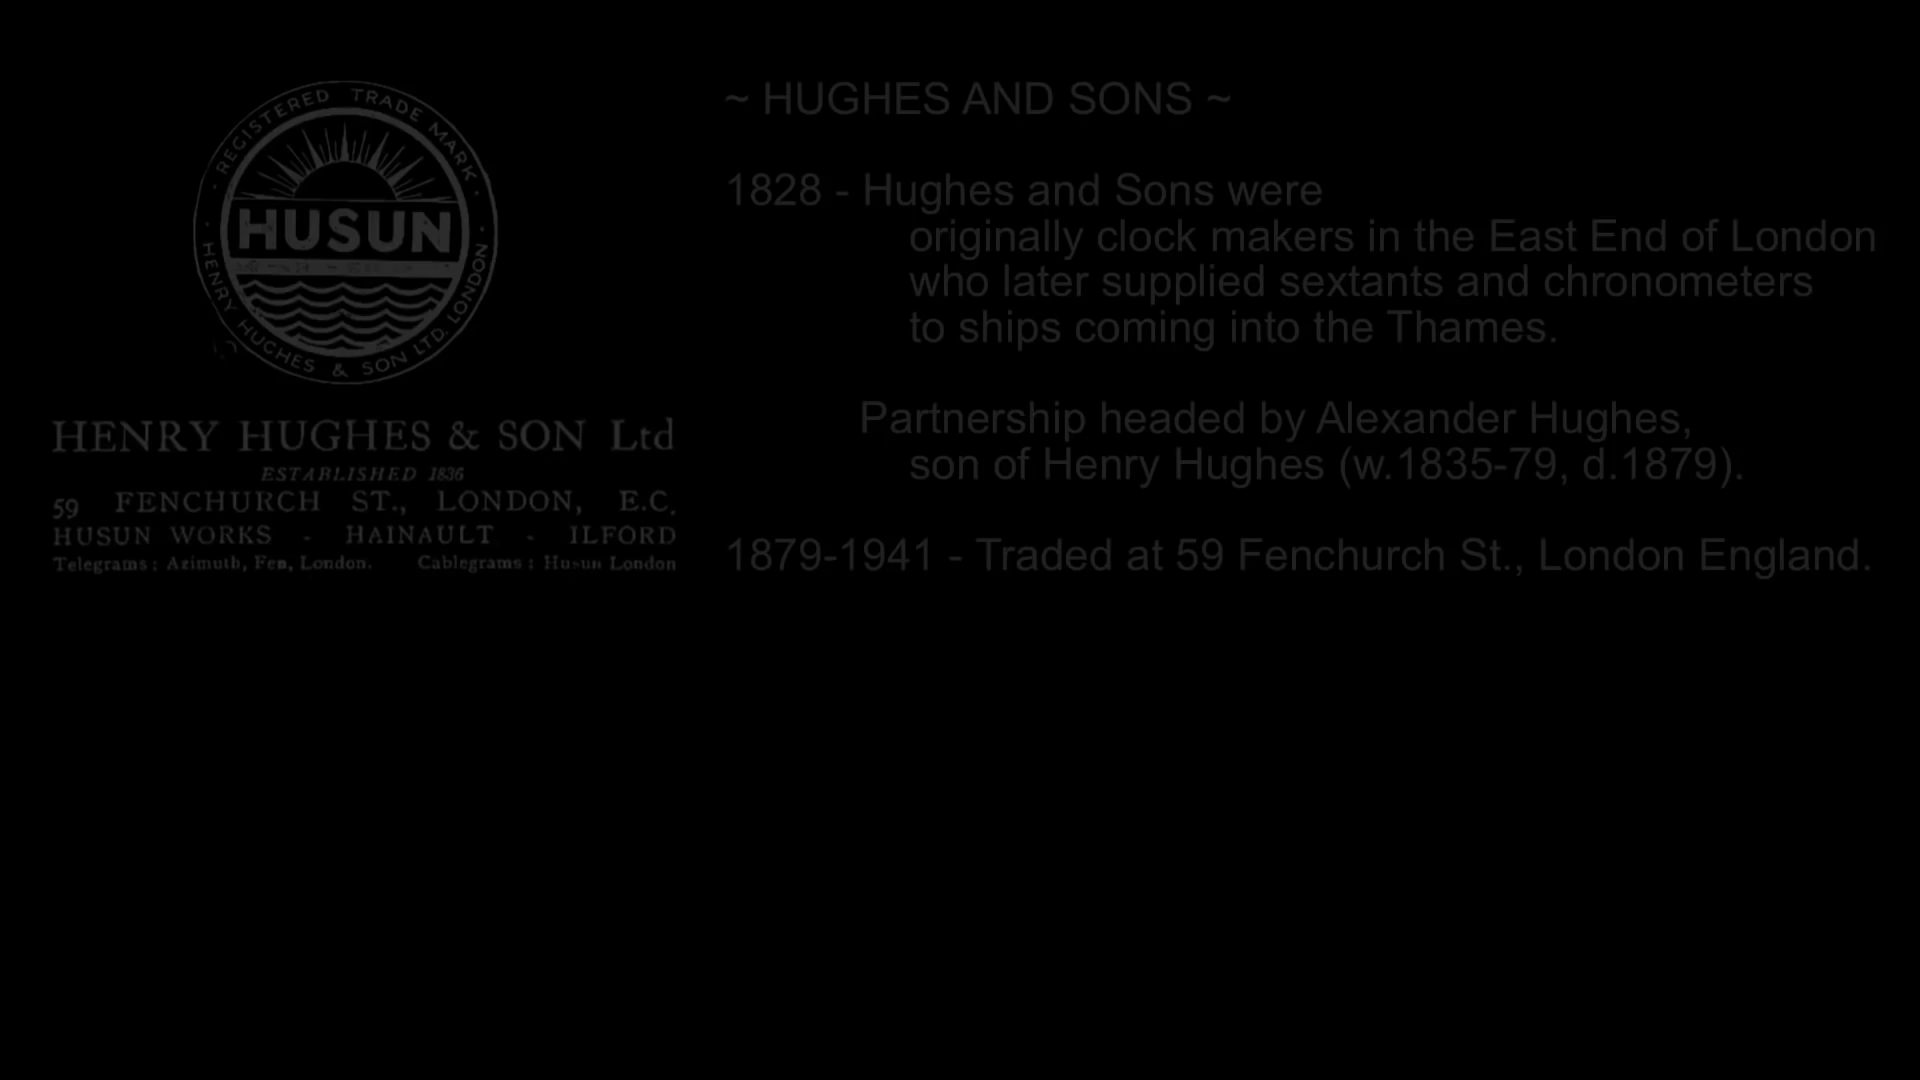 REGISTERED TRADE MARK
HUSUN
HENRY HUGHES & SON LTD. LONDON
HENRY HUGHES & SON Ltd
ESTABLISHED 1836
59 FENCHURCH ST., LONDON, E.C.
HUSUN WORKS - HAINAULT - ILFORD
Telegrams : Azimuth, Fen, London. Cablegrams : Husun London
~ HUGHES AND SONS ~
1828 - Hughes and Sons were
originally clock makers in the East End of London
who later supplied sextants and chronometers
to ships coming into the Thames.
Partnership headed by Alexander Hughes,
son of Henry Hughes (w.1835-79, d.1879).
1879-1941 - Traded at 59 Fenchurch St., London England.